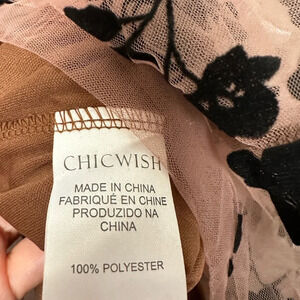 CHICWISH
MADE IN CHINA
FABRIQUÉ EN CHINE
PRODUZIDO NA
CHINA
100% POLYESTER